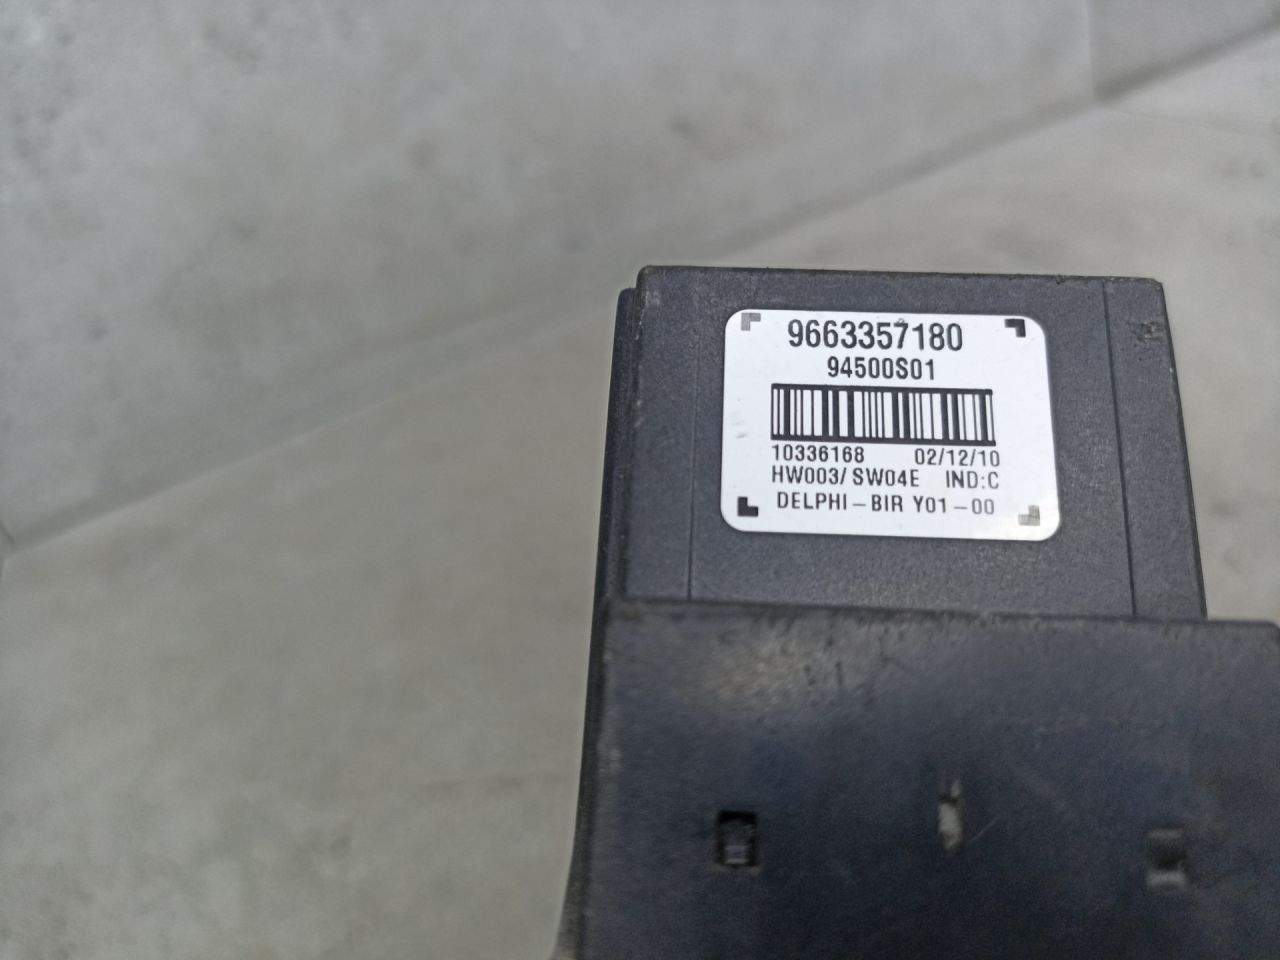 9663357180
94500S01
10336168 02/12/10
HW003/ SW04E IND:C
DELPHI-BIR Y01-00